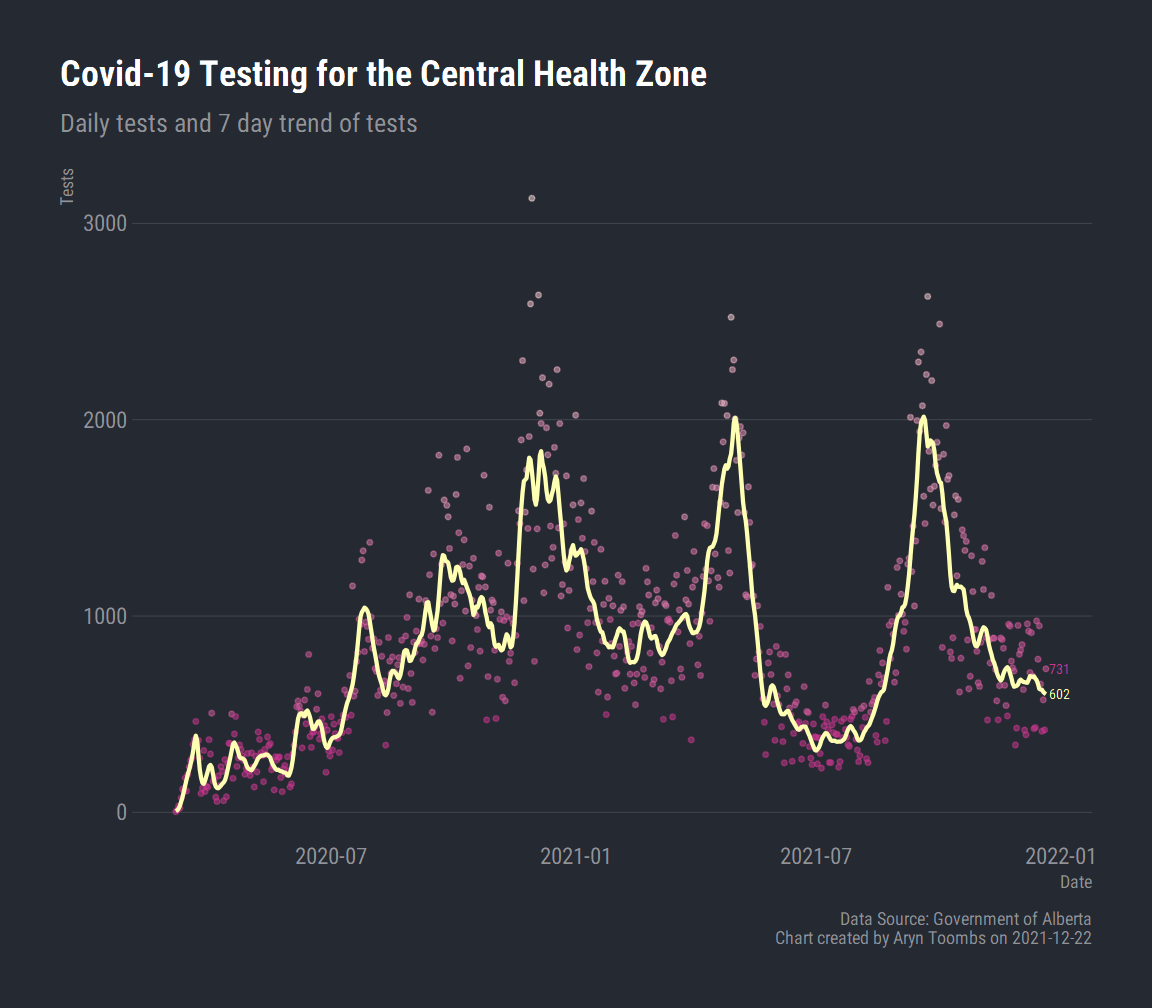 Covid-19 Testing for the Central Health Zone
Daily tests and 7 day trend of tests
Tests
3000
2000
1000
0
731
602
2020-07
2021-01
2021-07
2022-01
Date
Data Source: Government of Alberta
Chart created by Aryn Toombs on 2021-12-22